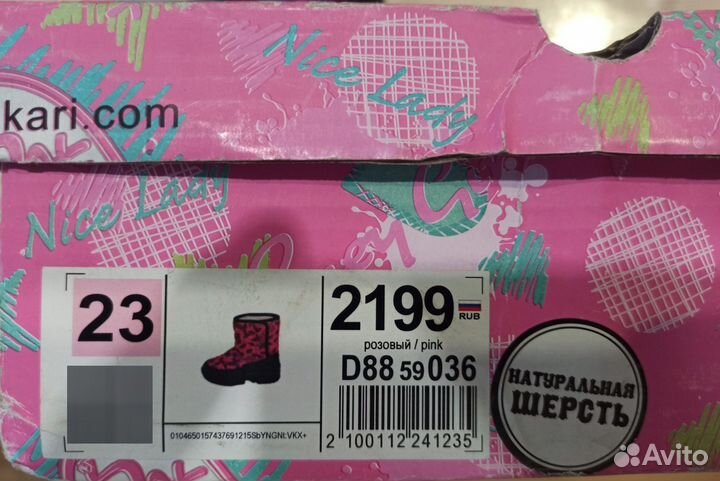 Nice Lady
kari.com
Nice Lady
23
2199
RUB
розовый / pink
D88 59 036
0104650157437691215SbYNGNt:VKX+
2 100112 241235
НАТУРАЛЬНАЯ
ШЕРСТЬ
Avito